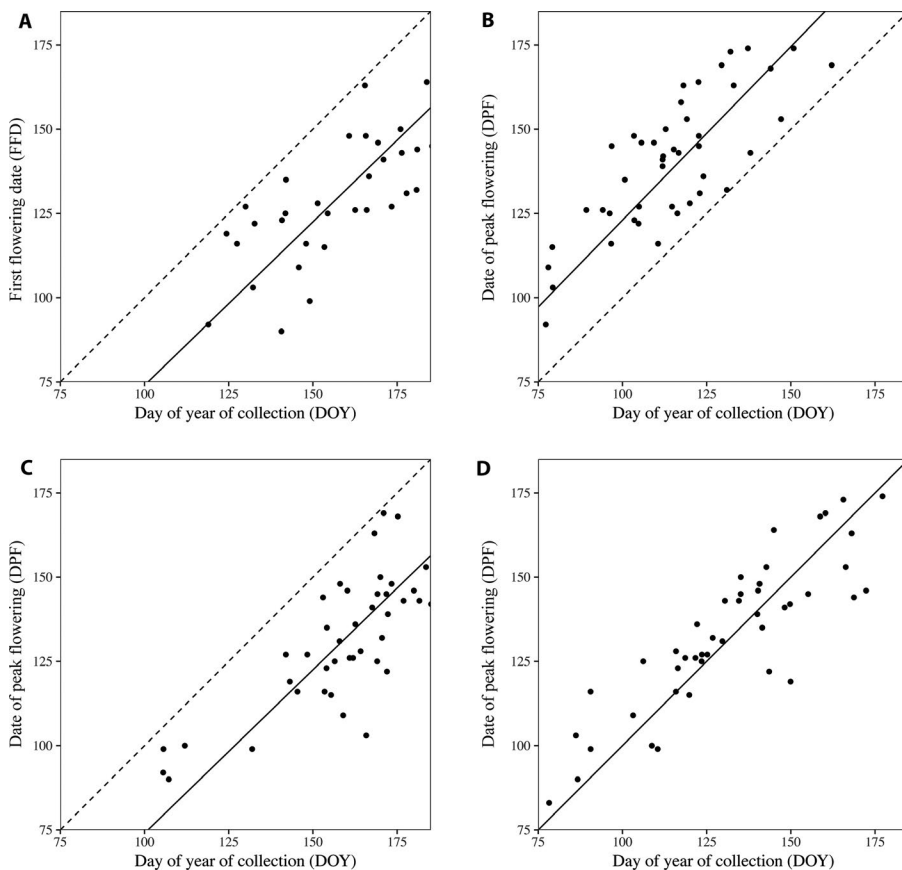 A
175
150
125
100
75
First flowering date (FFD)
75 100 125 150 175
Day of year of collection (DOY)
B
175
150
125
100
75
Date of peak flowering (DPF)
75 100 125 150 175
Day of year of collection (DOY)
C
175
150
125
100
75
Date of peak flowering (DPF)
75 100 125 150 175
Day of year of collection (DOY)
D
175
150
125
100
75
Date of peak flowering (DPF)
75 100 125 150 175
Day of year of collection (DOY)